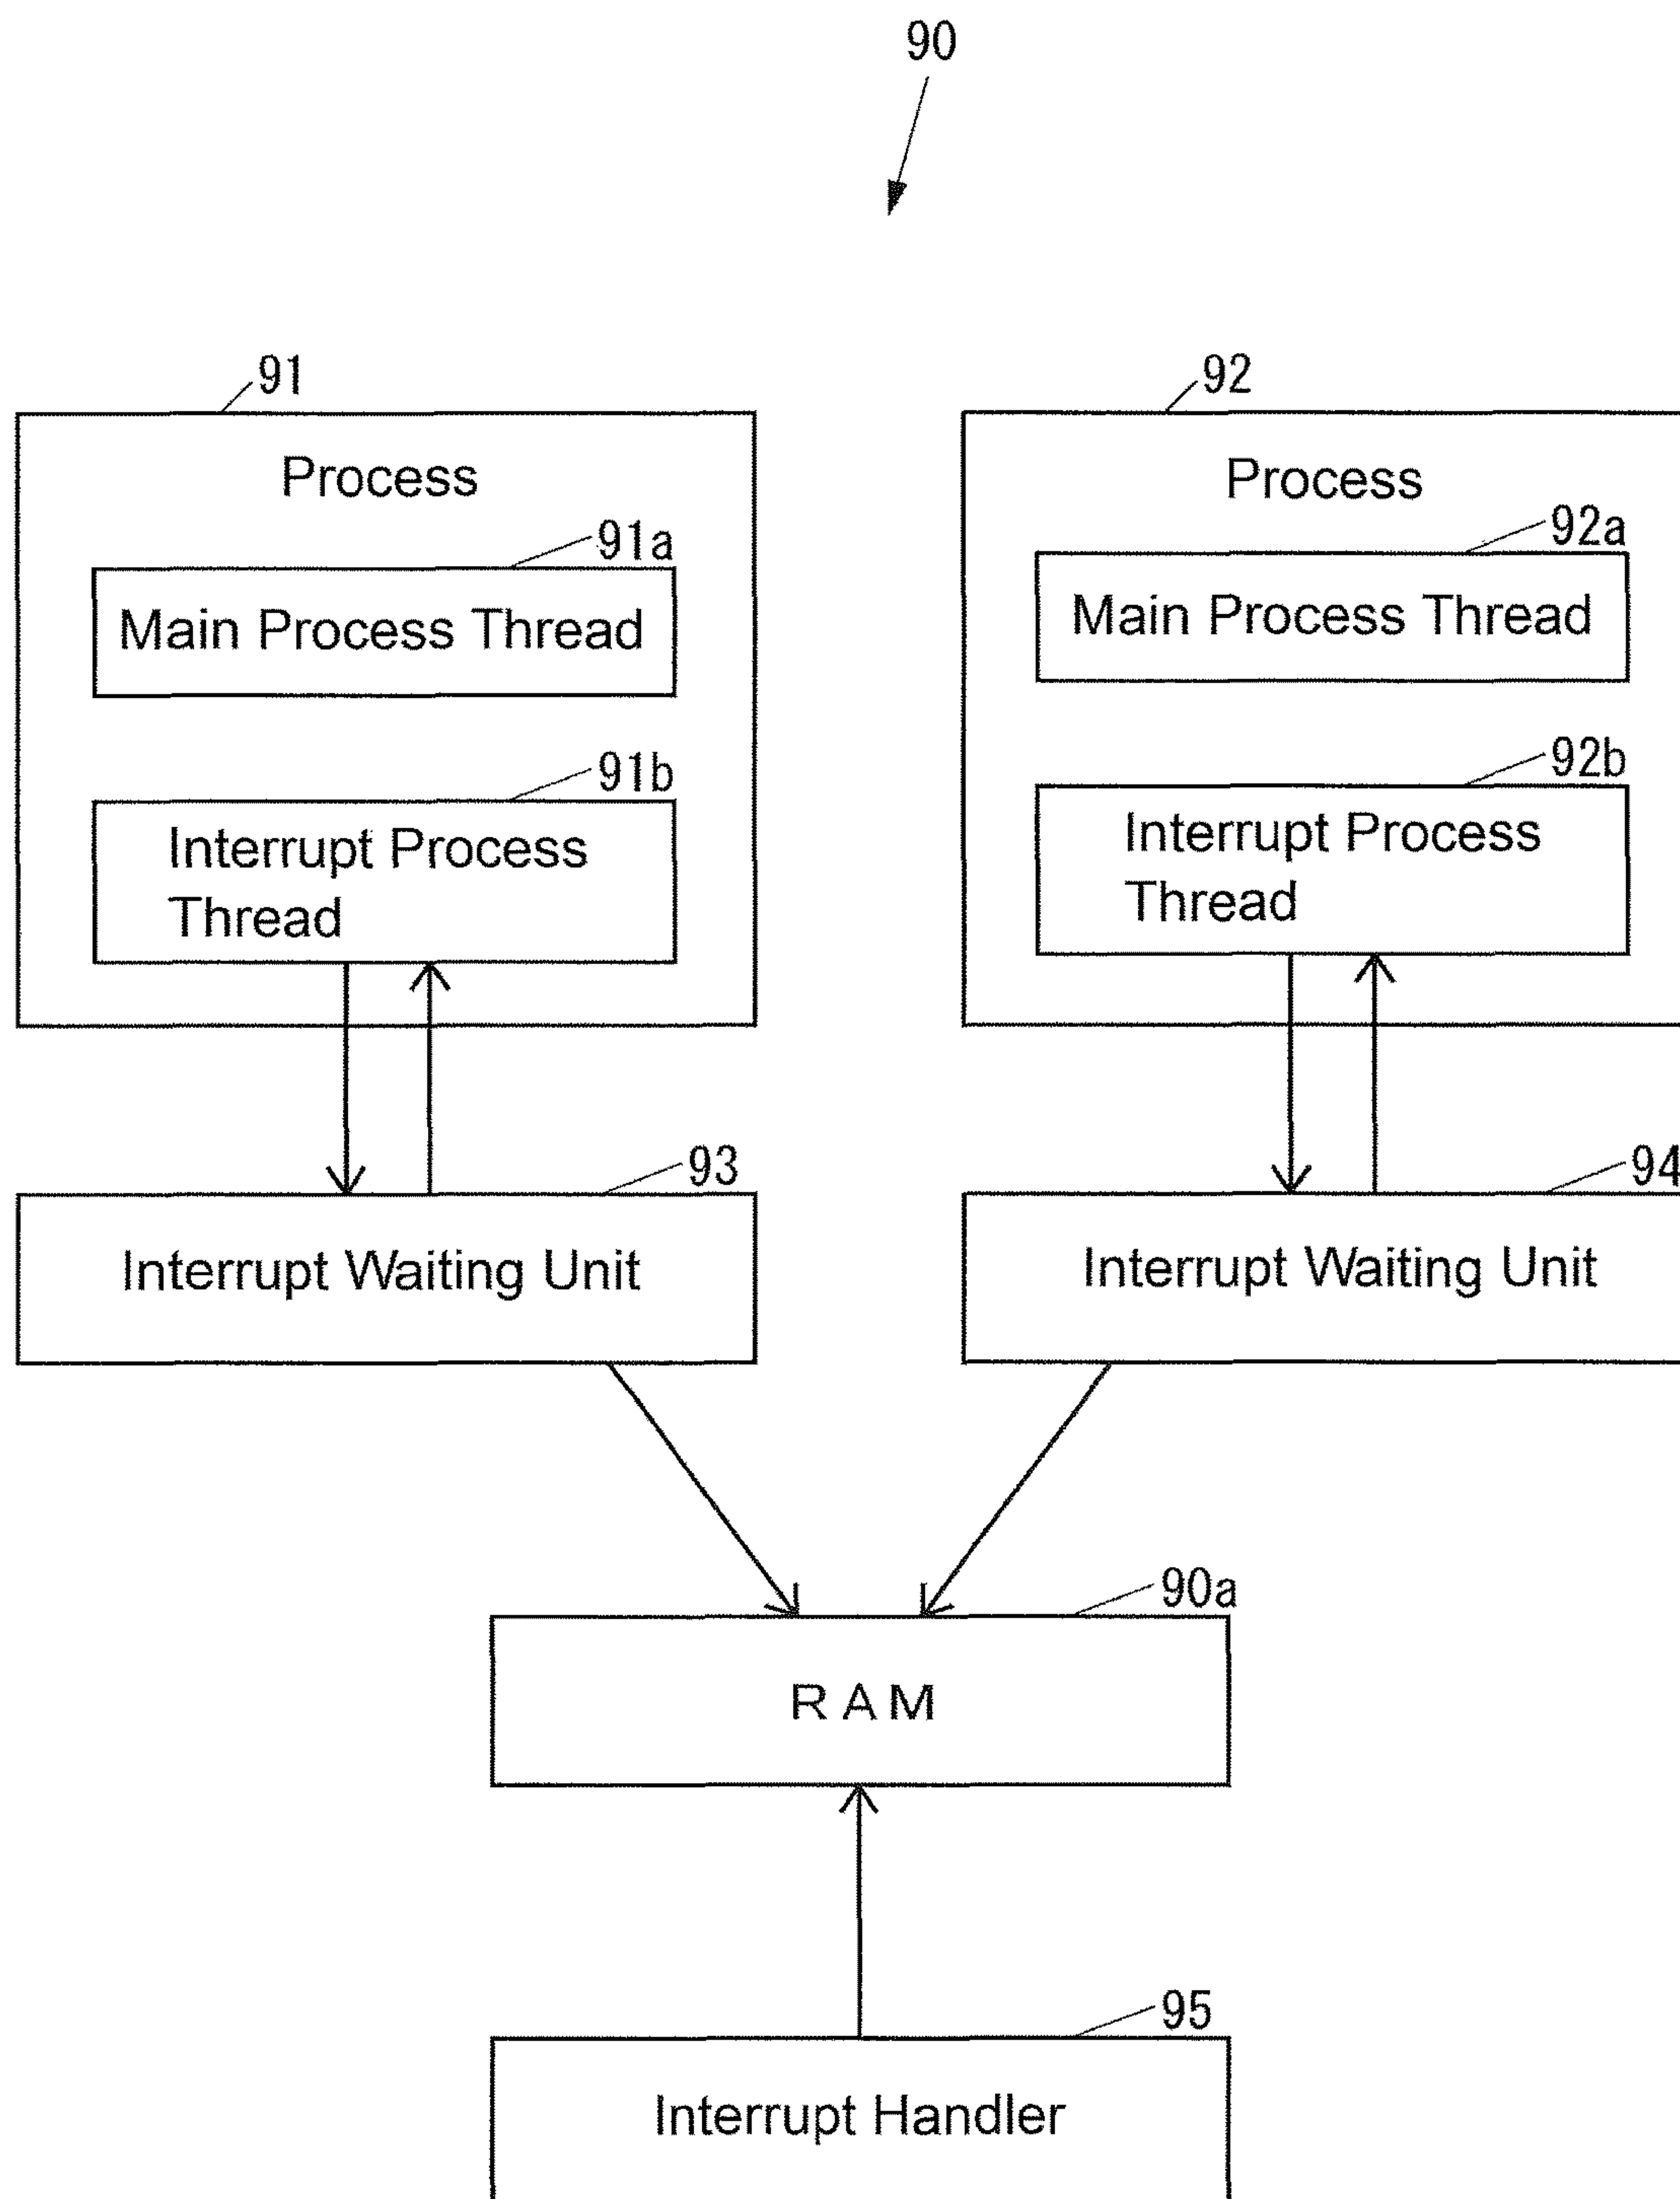 90
91
92
Process
Process
91a
92a
Main Process Thread
Main Process Thread
91b
92b
Interrupt Process
Thread
Interrupt Process
Thread
93
94
Interrupt Waiting Unit
Interrupt Waiting Unit
90a
RAM
95
Interrupt Handler